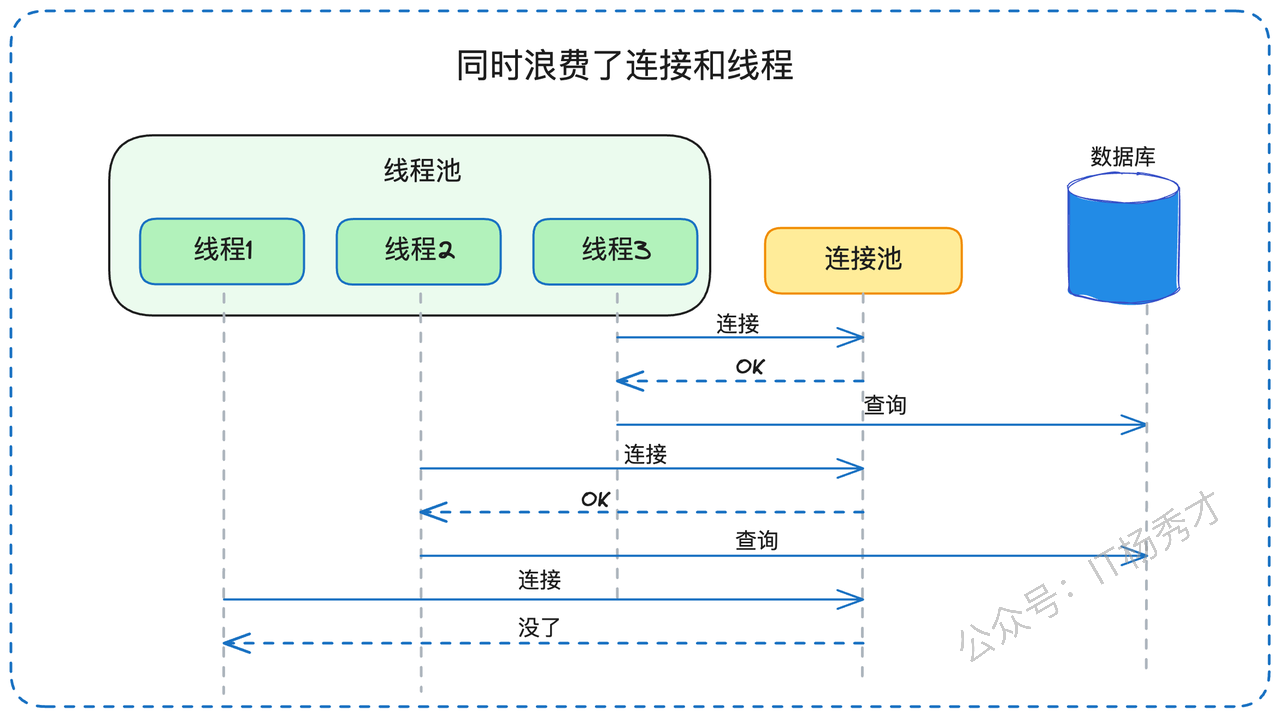 同时浪费了连接和线程
线程池
数据库
线程1
线程2
线程3
连接池
连接
OK
查询
连接
OK
查询
连接
没了
公众号：IT杨秀才